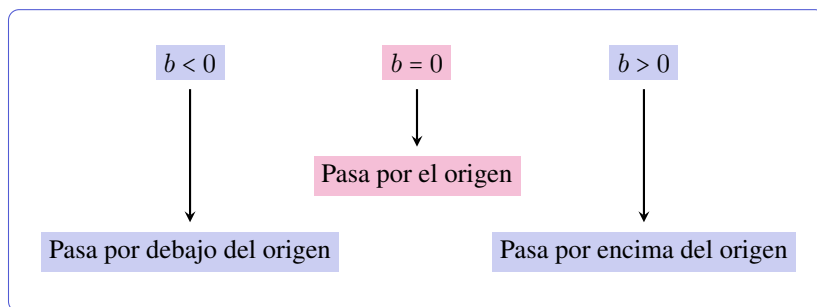 b < 0
b = 0
b > 0
Pasa por el origen
Pasa por debajo del origen
Pasa por encima del origen